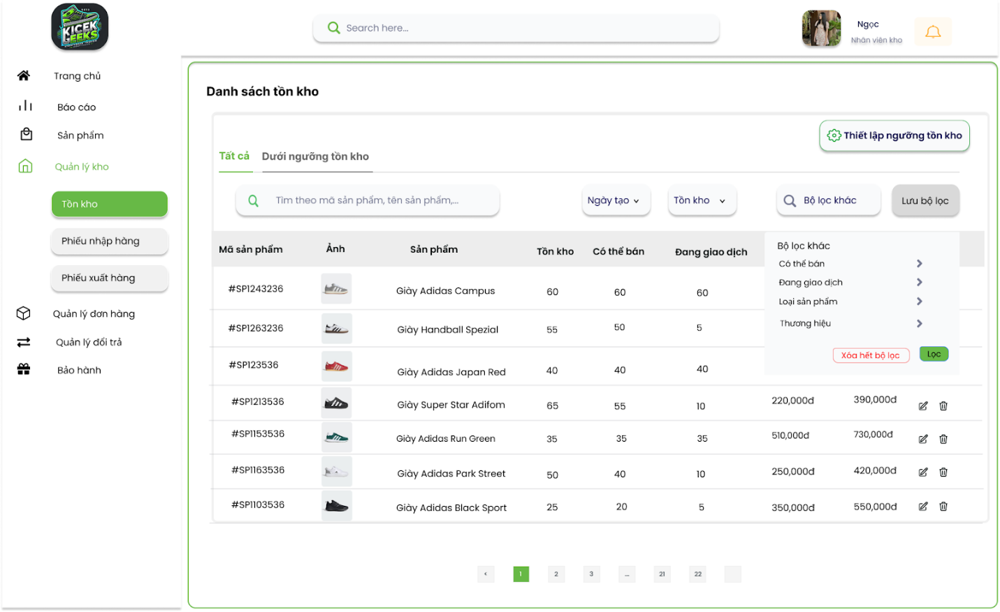 KICEK
GEEKS
Search here...
Ngọc
Nhân viên kho
Trang chủ
Báo cáo
Sản phẩm
Quản lý kho
Tồn kho
Phiếu nhập hàng
Phiếu xuất hàng
Quản lý đơn hàng
Quản lý đổi trả
Bảo hành
Danh sách tồn kho
Thiết lập ngưỡng tồn kho
Tất cả Dưới ngưỡng tồn kho
Tìm theo mã sản phẩm, tên sản phẩm,... Ngày tạo Tồn kho Bộ lọc khác Lưu bộ lọc
Mã sản phẩm Ảnh Sản phẩm Tồn kho Có thể bán Đang giao dịch
#SP1243236 Giày Adidas Campus 60 60 60
#SP1263236 Giày Handball Spezial 55 50 5
#SP123536 Giày Adidas Japan Red 40 40 40
Bộ lọc khác
Có thể bán
Đang giao dịch
Loại sản phẩm
Thương hiệu
Xóa hết bộ lọc Lọc
#SP1213536 Giày Super Star Adifom 65 55 10 220,000đ 390,000đ
#SP1153536 Giày Adidas Run Green 35 35 35 510,000đ 730,000đ
#SP1163536 Giày Adidas Park Street 50 40 10 250,000đ 420,000đ
#SP1103536 Giày Adidas Black Sport 25 20 5 350,000đ 550,000đ
< 1 2 3 ... 21 22